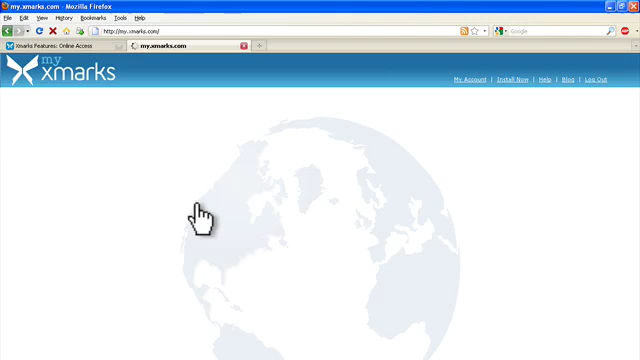 my.xmarks.com - Mozilla Firefox
File Edit View History Bookmarks Tools Help
http://my.xmarks.com/
Google
Xmarks Features: Online Access
my.xmarks.com
my
xmarks
My Account | Install Now | Help | Blog | Log Out